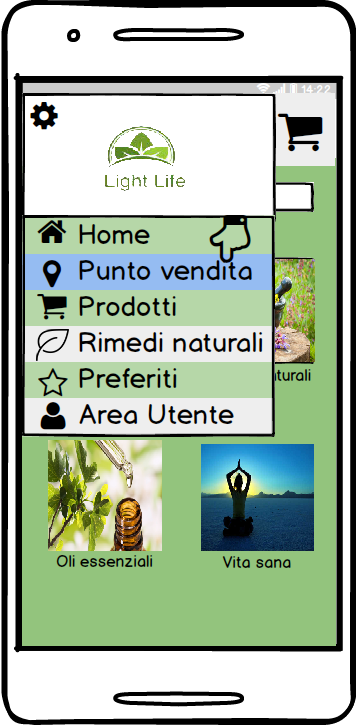 14:22
Light Life
Home
Punto vendita
Prodotti
Rimedi naturali
Preferiti
Area Utente
aturali
Oli essenziali
Vita sana